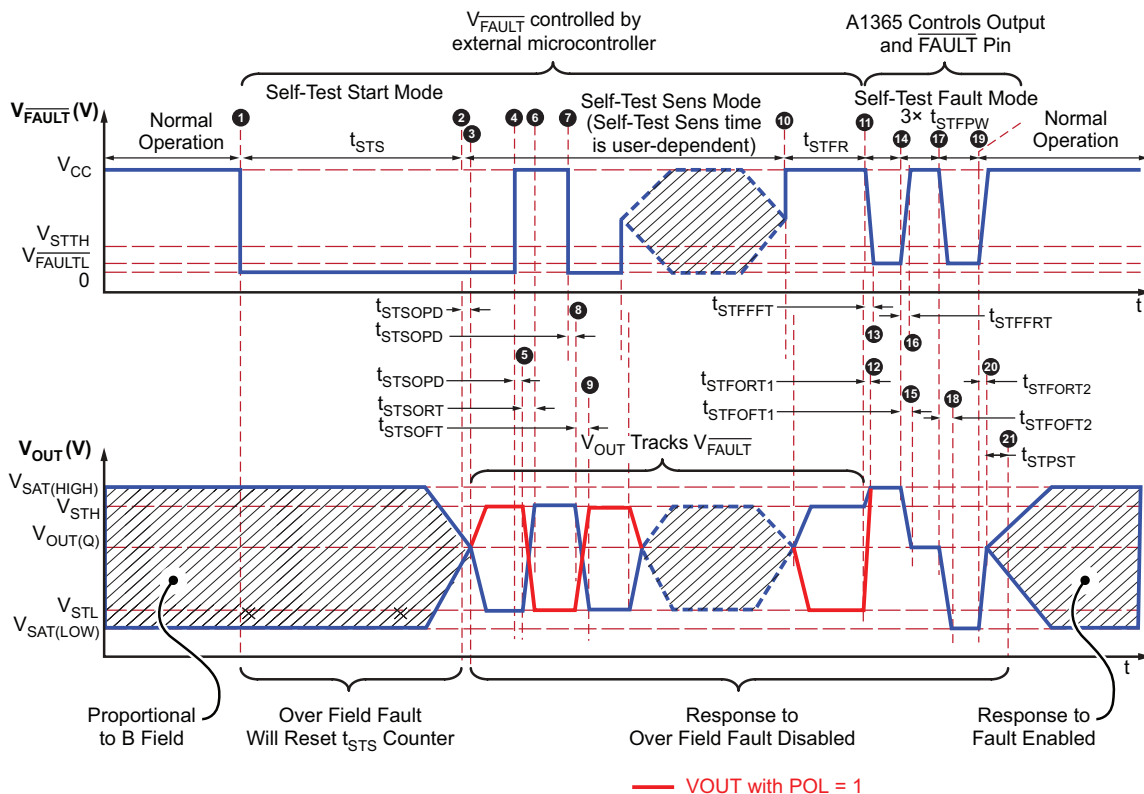 V_FAULT controlled by
external microcontroller
A1365 Controls Output
and FAULT Pin
V_FAULT (V)
Self-Test Start Mode
Self-Test Sens Mode
(Self-Test Sens time
is user-dependent)
Self-Test Fault Mode
3× t_STFPW
Normal
Operation
Normal
Operation
1
2
3
4
6
7
10
11
14
17
19
t_STS
t_STFR
V_CC
V_STTH
V_FAULTL
0
t
t_STSOPD
t_STSOPD
8
t_STFFFT
t_STFFRT
13
16
5
t_STSOPD
9
12
20
t_STFORT1
t_STFORT2
t_STSORT
15
18
t_STFOFT1
t_STFOFT2
t_STSOFT
21
t_STPST
V_OUT (V)
V_OUT Tracks V_FAULT
V_SAT(HIGH)
V_STH
V_OUT(Q)
V_STL
V_SAT(LOW)
t
Proportional
to B Field
Over Field Fault
Will Reset t_STS Counter
Response to
Over Field Fault Disabled
Response to
Fault Enabled
VOUT with POL = 1